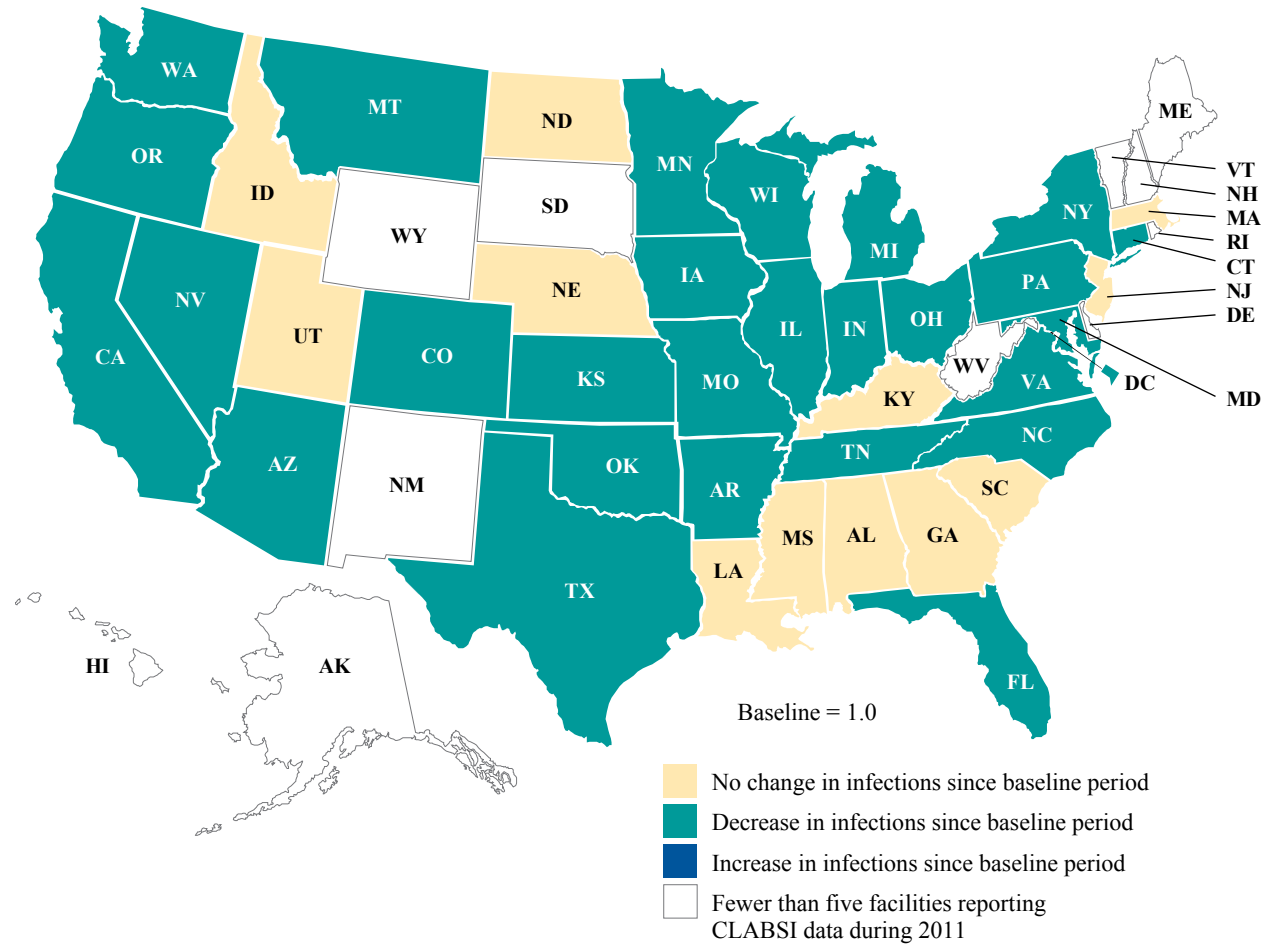 WA
MT
ND
ME
OR
MN
VT
ID
SD
WI
NH
WY
NY
MA
MI
RI
IA
CT
NE
PA
NJ
NV
OH
DE
UT
IL
IN
CO
CA
WV
KS
MO
VA
DC
KY
MD
NC
TN
AZ
OK
NM
AR
SC
MS
AL
GA
LA
TX
HI
AK
FL
Baseline = 1.0
No change in infections since baseline period
Decrease in infections since baseline period
Increase in infections since baseline period
Fewer than five facilities reporting
CLABSI data during 2011